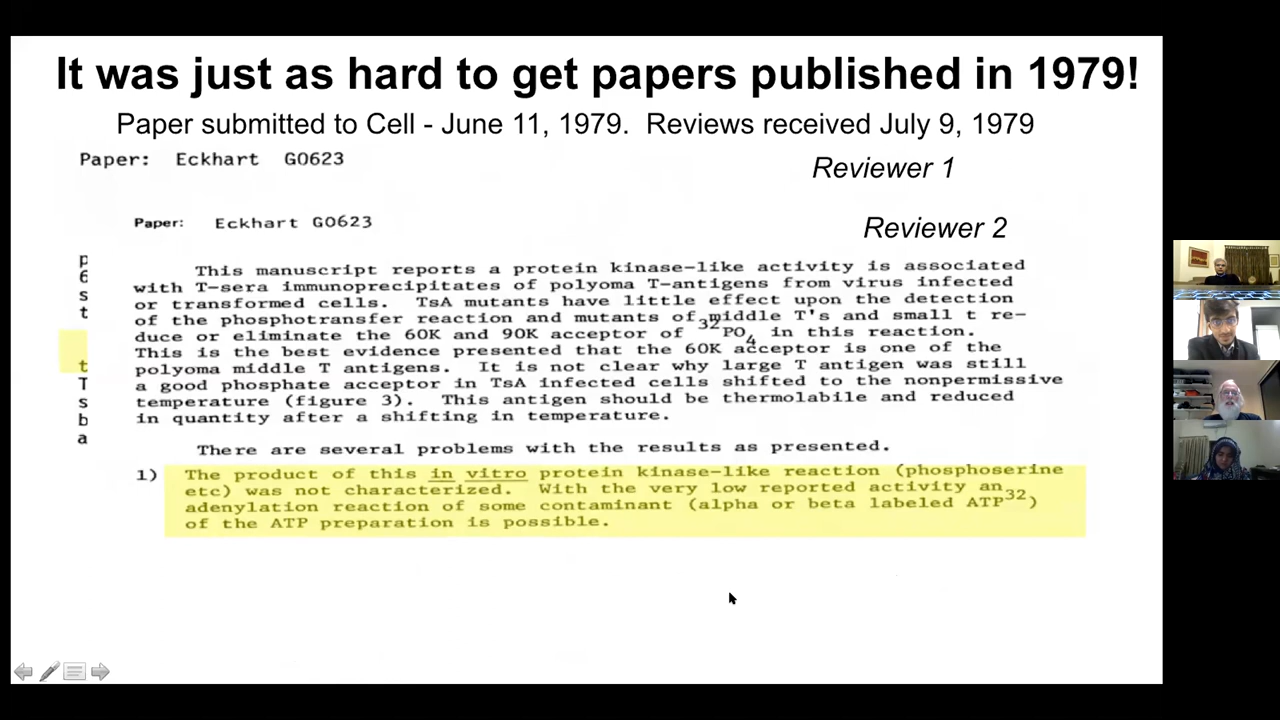 It was just as hard to get papers published in 1979!
Paper submitted to Cell - June 11, 1979.  Reviews received July 9, 1979
Paper:  Eckhart  GO623
Reviewer 1
Paper:  Eckhart GO623
Reviewer 2
p
6
s
t
t
T
s
b
a
This manuscript reports a protein kinase-like activity is associated
with T-sera immunoprecipitates of polyoma T-antigens from virus infected
or transformed cells.  TsA mutants have little effect upon the detection
of the phosphotransfer reaction and mutants of middle T's and small t re-
duce or eliminate the 60K and 90K acceptor of 32PO4 in this reaction.
This is the best evidence presented that the 60K acceptor is one of the
polyoma middle T antigens.  It is not clear why large T antigen was still
a good phosphate acceptor in TsA infected cells shifted to the nonpermissive
temperature (figure 3).  This antigen should be thermolabile and reduced
in quantity after a shifting in temperature.
There are several problems with the results as presented.
1) The product of this in vitro protein kinase-like reaction (phosphoserine
etc) was not characterized.  With the very low reported activity an
adenylation reaction of some contaminant (alpha or beta labeled ATP32)
of the ATP preparation is possible.